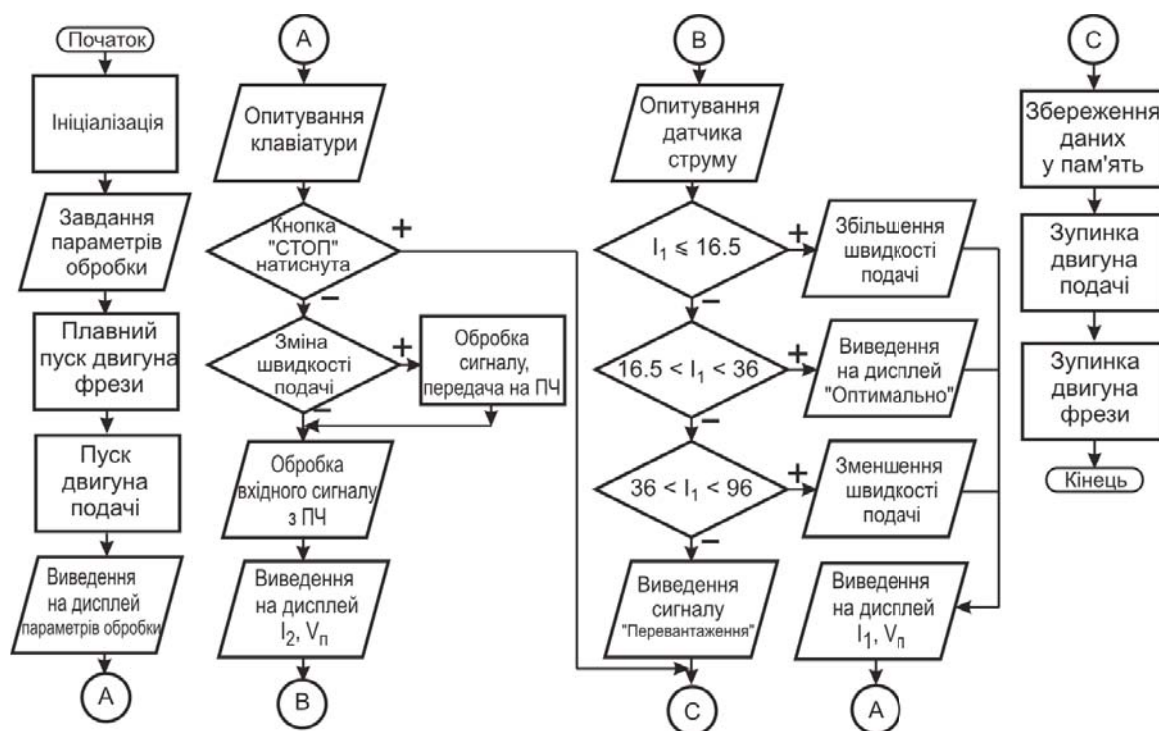 Початок
Ініціалізація
Завдання
параметрів
обробки
Плавний
пуск двигуна
фрези
Пуск
двигуна
подачі
Виведення
на дисплей
параметрів обробки
A
A
Опитування
клавіатури
Кнопка
"СТОП"
натиснута
+
−
Зміна
швидкості
подачі
+
−
Обробка
сигналу,
передача на ПЧ
Обробка
вхідного сигналу
з ПЧ
Виведення
на дисплей
I₂, Vп
B
B
Опитування
датчика
струму
I₁ ⩽ 16.5
+
−
Збільшення
швидкості
подачі
16.5 < I₁ < 36
+
−
Виведення
на дисплей
"Оптимально"
36 < I₁ < 96
+
−
Зменшення
швидкості
подачі
Виведення
сигналу
"Перевантаження"
C
Виведення
на дисплей
I₁, Vп
A
C
Збереження
даних
у пам'ять
Зупинка
двигуна
подачі
Зупинка
двигуна
фрези
Кінець